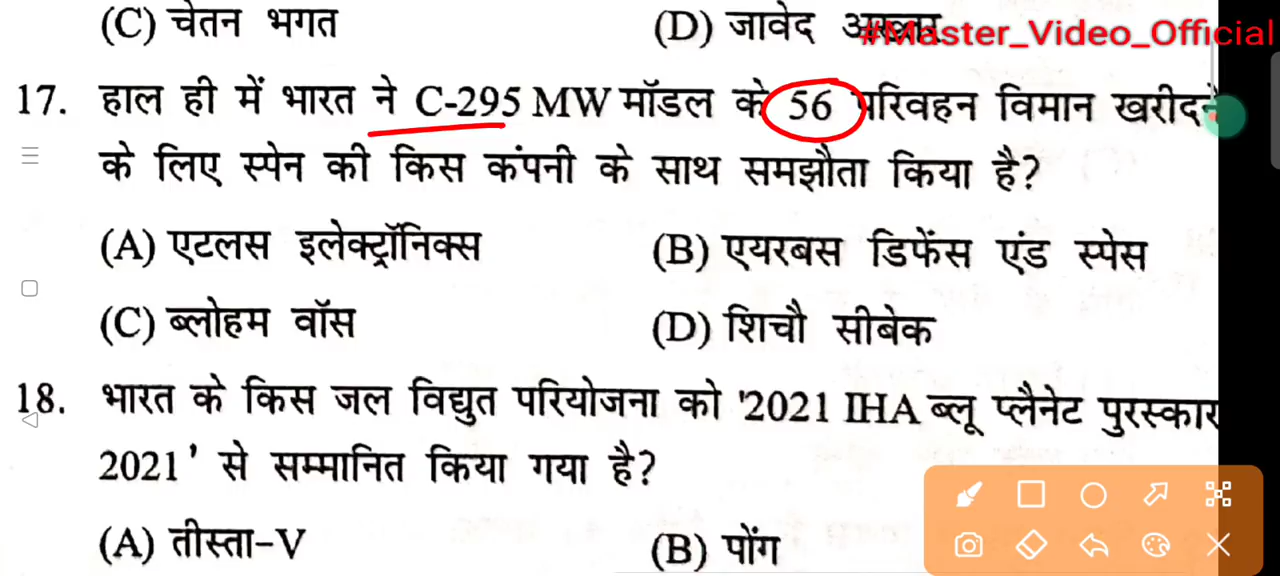 (C) चेतन भगत (D) जावेद
#Master_Video_Official
17. हाल ही में भारत ने C-295 MW मॉडल के 56 परिवहन विमान खरीदने
के लिए स्पेन की किस कंपनी के साथ समझौता किया है?
(A) एटलस इलेक्ट्रॉनिक्स (B) एयरबस डिफेंस एंड स्पेस
(C) ब्लोहम वॉस (D) शिचौ सीबेक
18. भारत के किस जल विद्युत परियोजना को '2021 IHA ब्लू प्लैनेट पुरस्कार
2021' से सम्मानित किया गया है?
(A) तीस्ता-V (B) पोंग